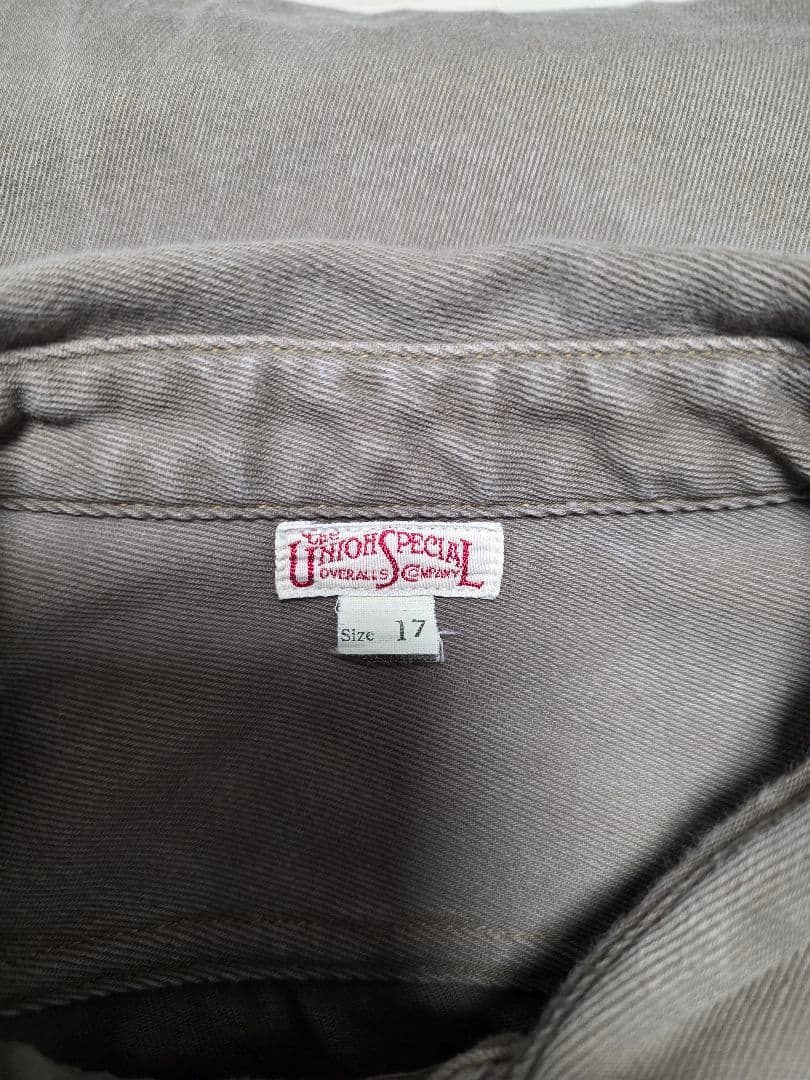 The
UNION SPECIAL
OVERALLS COMPANY
Size 17